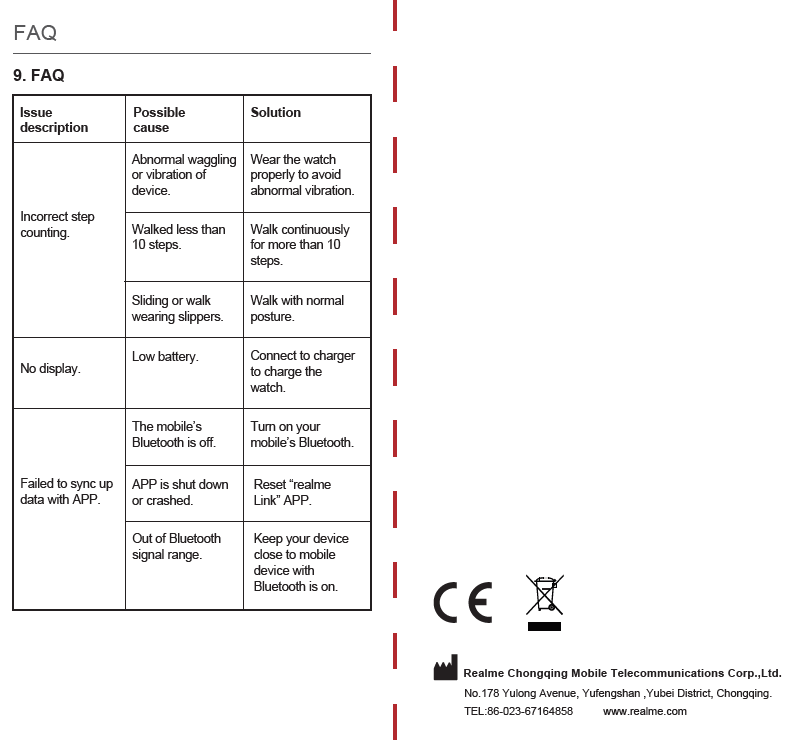 FAQ
9. FAQ
Issue description
Possible cause
Solution
Incorrect step counting.
Abnormal waggling or vibration of device.
Wear the watch properly to avoid abnormal vibration.
Walked less than 10 steps.
Walk continuously for more than 10 steps.
Sliding or walk wearing slippers.
Walk with normal posture.
No display.
Low battery.
Connect to charger to charge the watch.
Failed to sync up data with APP.
The mobile’s Bluetooth is off.
Turn on your mobile’s Bluetooth.
APP is shut down or crashed.
Reset “realme Link” APP.
Out of Bluetooth signal range.
Keep your device close to mobile device with Bluetooth is on.
CE
Realme Chongqing Mobile Telecommunications Corp.,Ltd.
No.178 Yulong Avenue, Yufengshan ,Yubei District, Chongqing.
TEL:86-023-67164858 www.realme.com